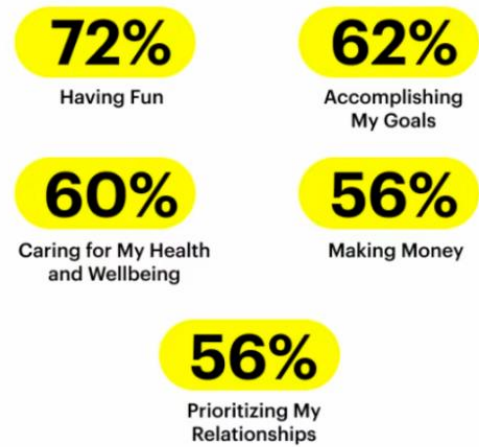 72%
Having Fun
62%
Accomplishing
My Goals
60%
Caring for My Health
and Wellbeing
56%
Making Money
56%
Prioritizing My
Relationships